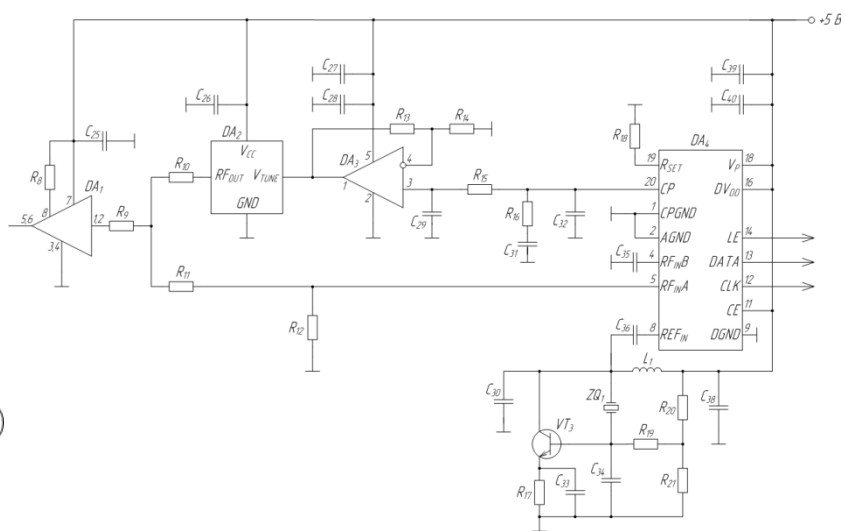 +5 В
C27
C39
C26
C28
C40
C25
R13
R14
DA2
R18
DA4
VCC
DA3
5
4
19
RSET
VP
18
R8
7
DA1
R10
RFOUT
VTUNE
1
3
R15
20
CP
DVDD
16
8
2
GND
R16
1
CPGND
5,6
1,2
R9
C29
C32
2
AGND
LE
14
3,4
C31
C35
4
RFINB
DATA
13
R11
5
RFINA
CLK
12
CE
11
R12
C36
8
REFIN
DGND
9
L1
C30
ZQ1
R20
C38
VT3
R19
C34
R17
C33
R21